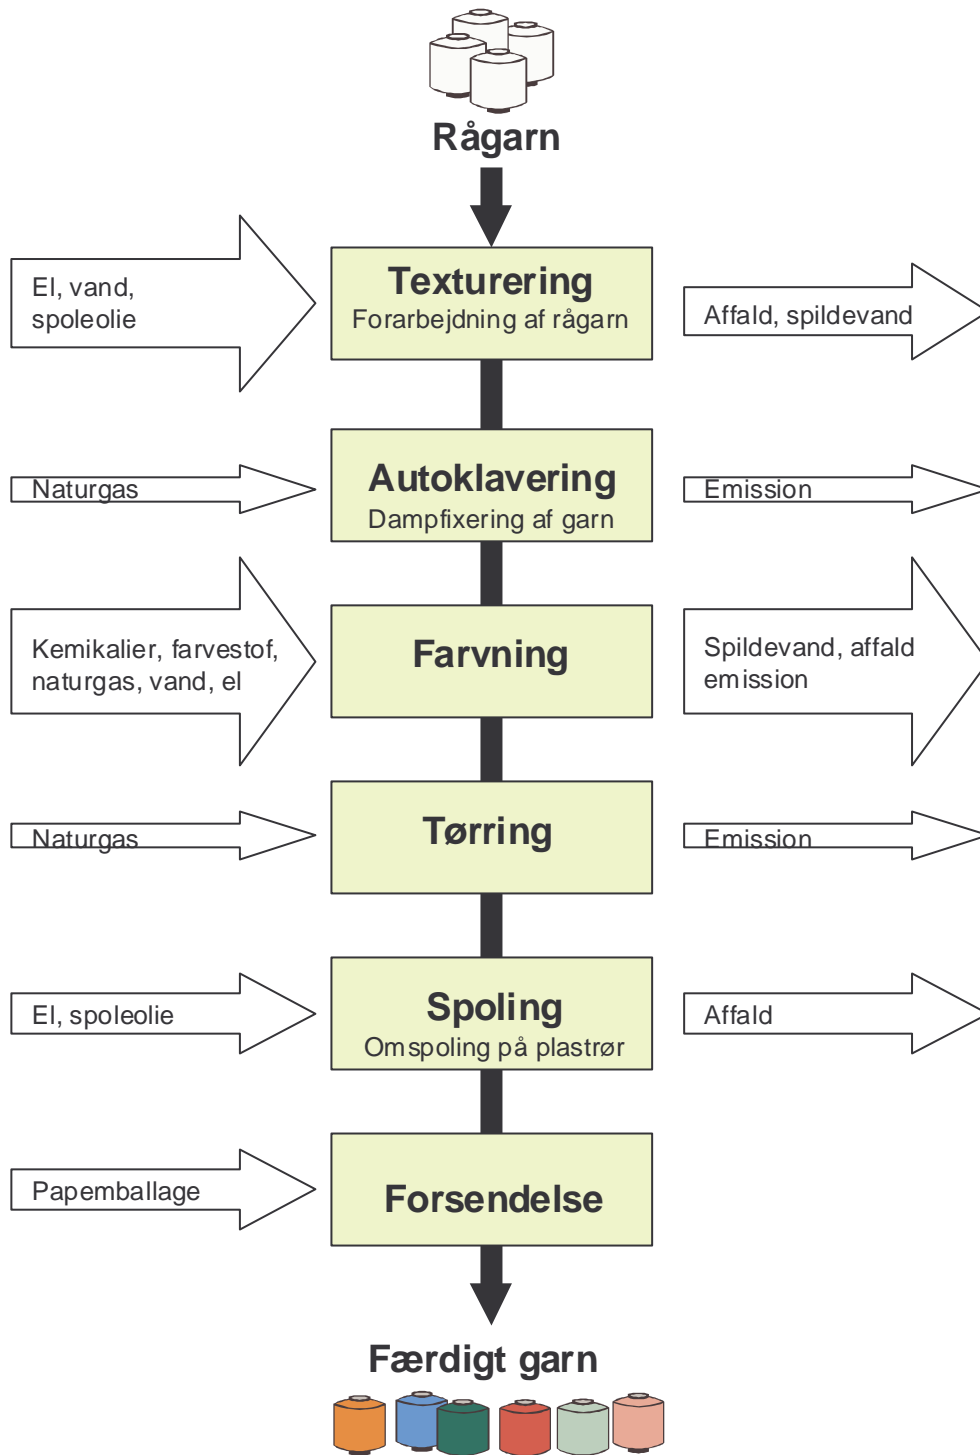 Rågarn
El, vand,
spoleolie
Texturering
Forarbejdning af rågarn
Affald, spildevand
Naturgas
Autoklavering
Dampfixering af garn
Emission
Kemikalier, farvestof,
naturgas, vand, el
Farvning
Spildevand, affald
emission
Naturgas
Tørring
Emission
El, spoleolie
Spoling
Omspoling på plastrør
Affald
Papemballage
Forsendelse
Færdigt garn